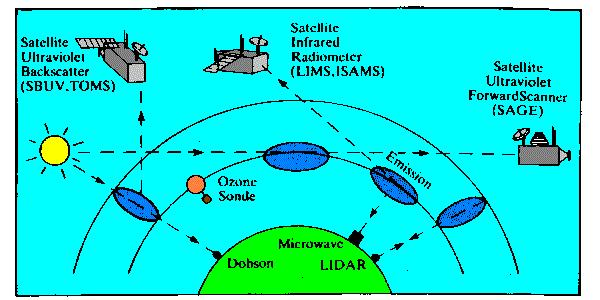 Satellite
Ultraviolet
Backscatter
(SBUV,TOMS)
Satellite
Infrared
Radiometer
(LIMS,ISAMS)
Satellite
Ultraviolet
ForwardScanner
(SAGE)
Emission
Ozone
Sonde
Microwave
Dobson
LIDAR